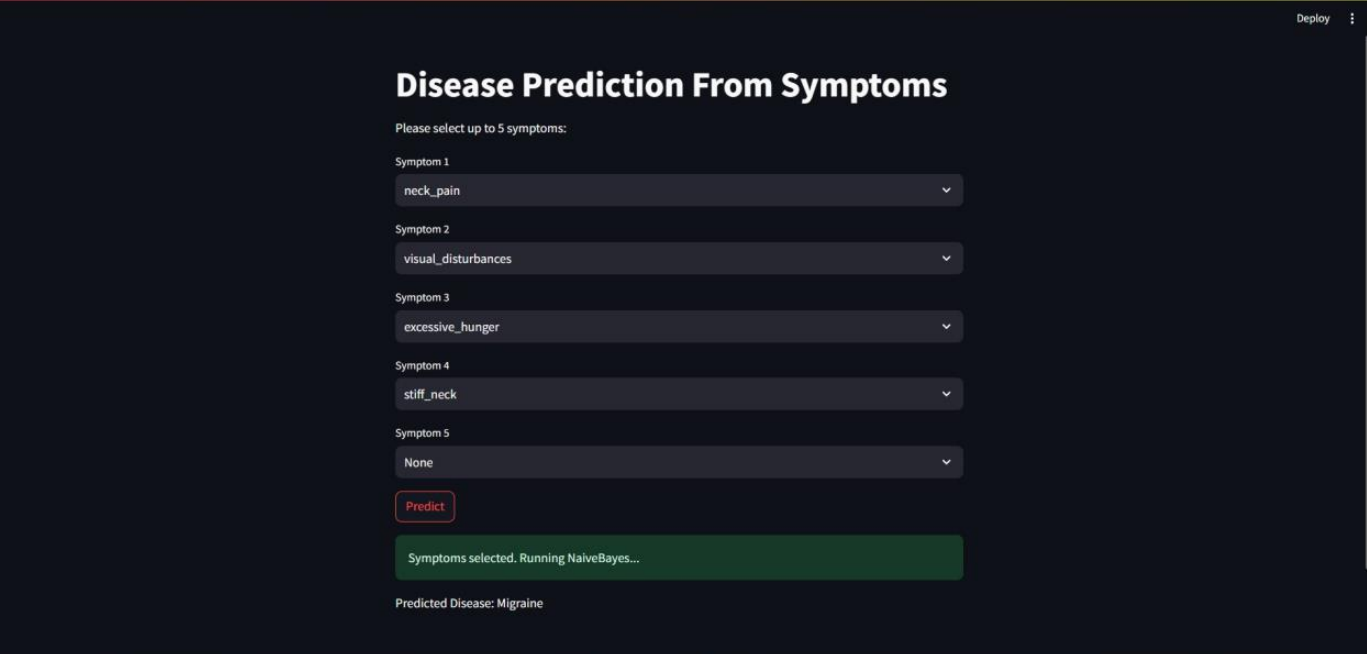 Deploy
Disease Prediction From Symptoms
Please select up to 5 symptoms:
Symptom 1
neck_pain
Symptom 2
visual_disturbances
Symptom 3
excessive_hunger
Symptom 4
stiff_neck
Symptom 5
None
Predict
Symptoms selected. Running NaiveBayes...
Predicted Disease: Migraine